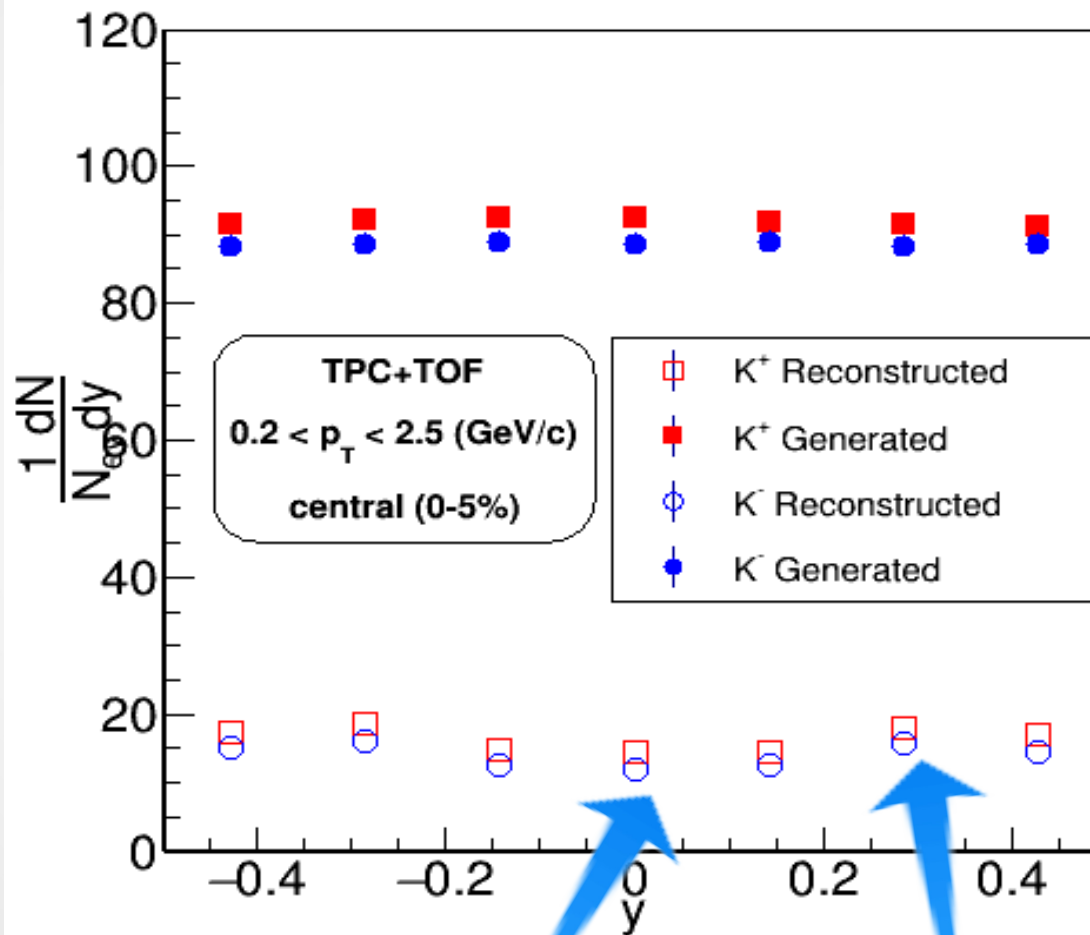 120
100
80
60
40
20
0
1 dN
N dy
TPC+TOF
0.2 < p_T < 2.5 (GeV/c)
central (0-5%)
K⁺ Reconstructed
K⁺ Generated
K⁻ Reconstructed
K⁻ Generated
−0.4 −0.2 0 0.2 0.4
y